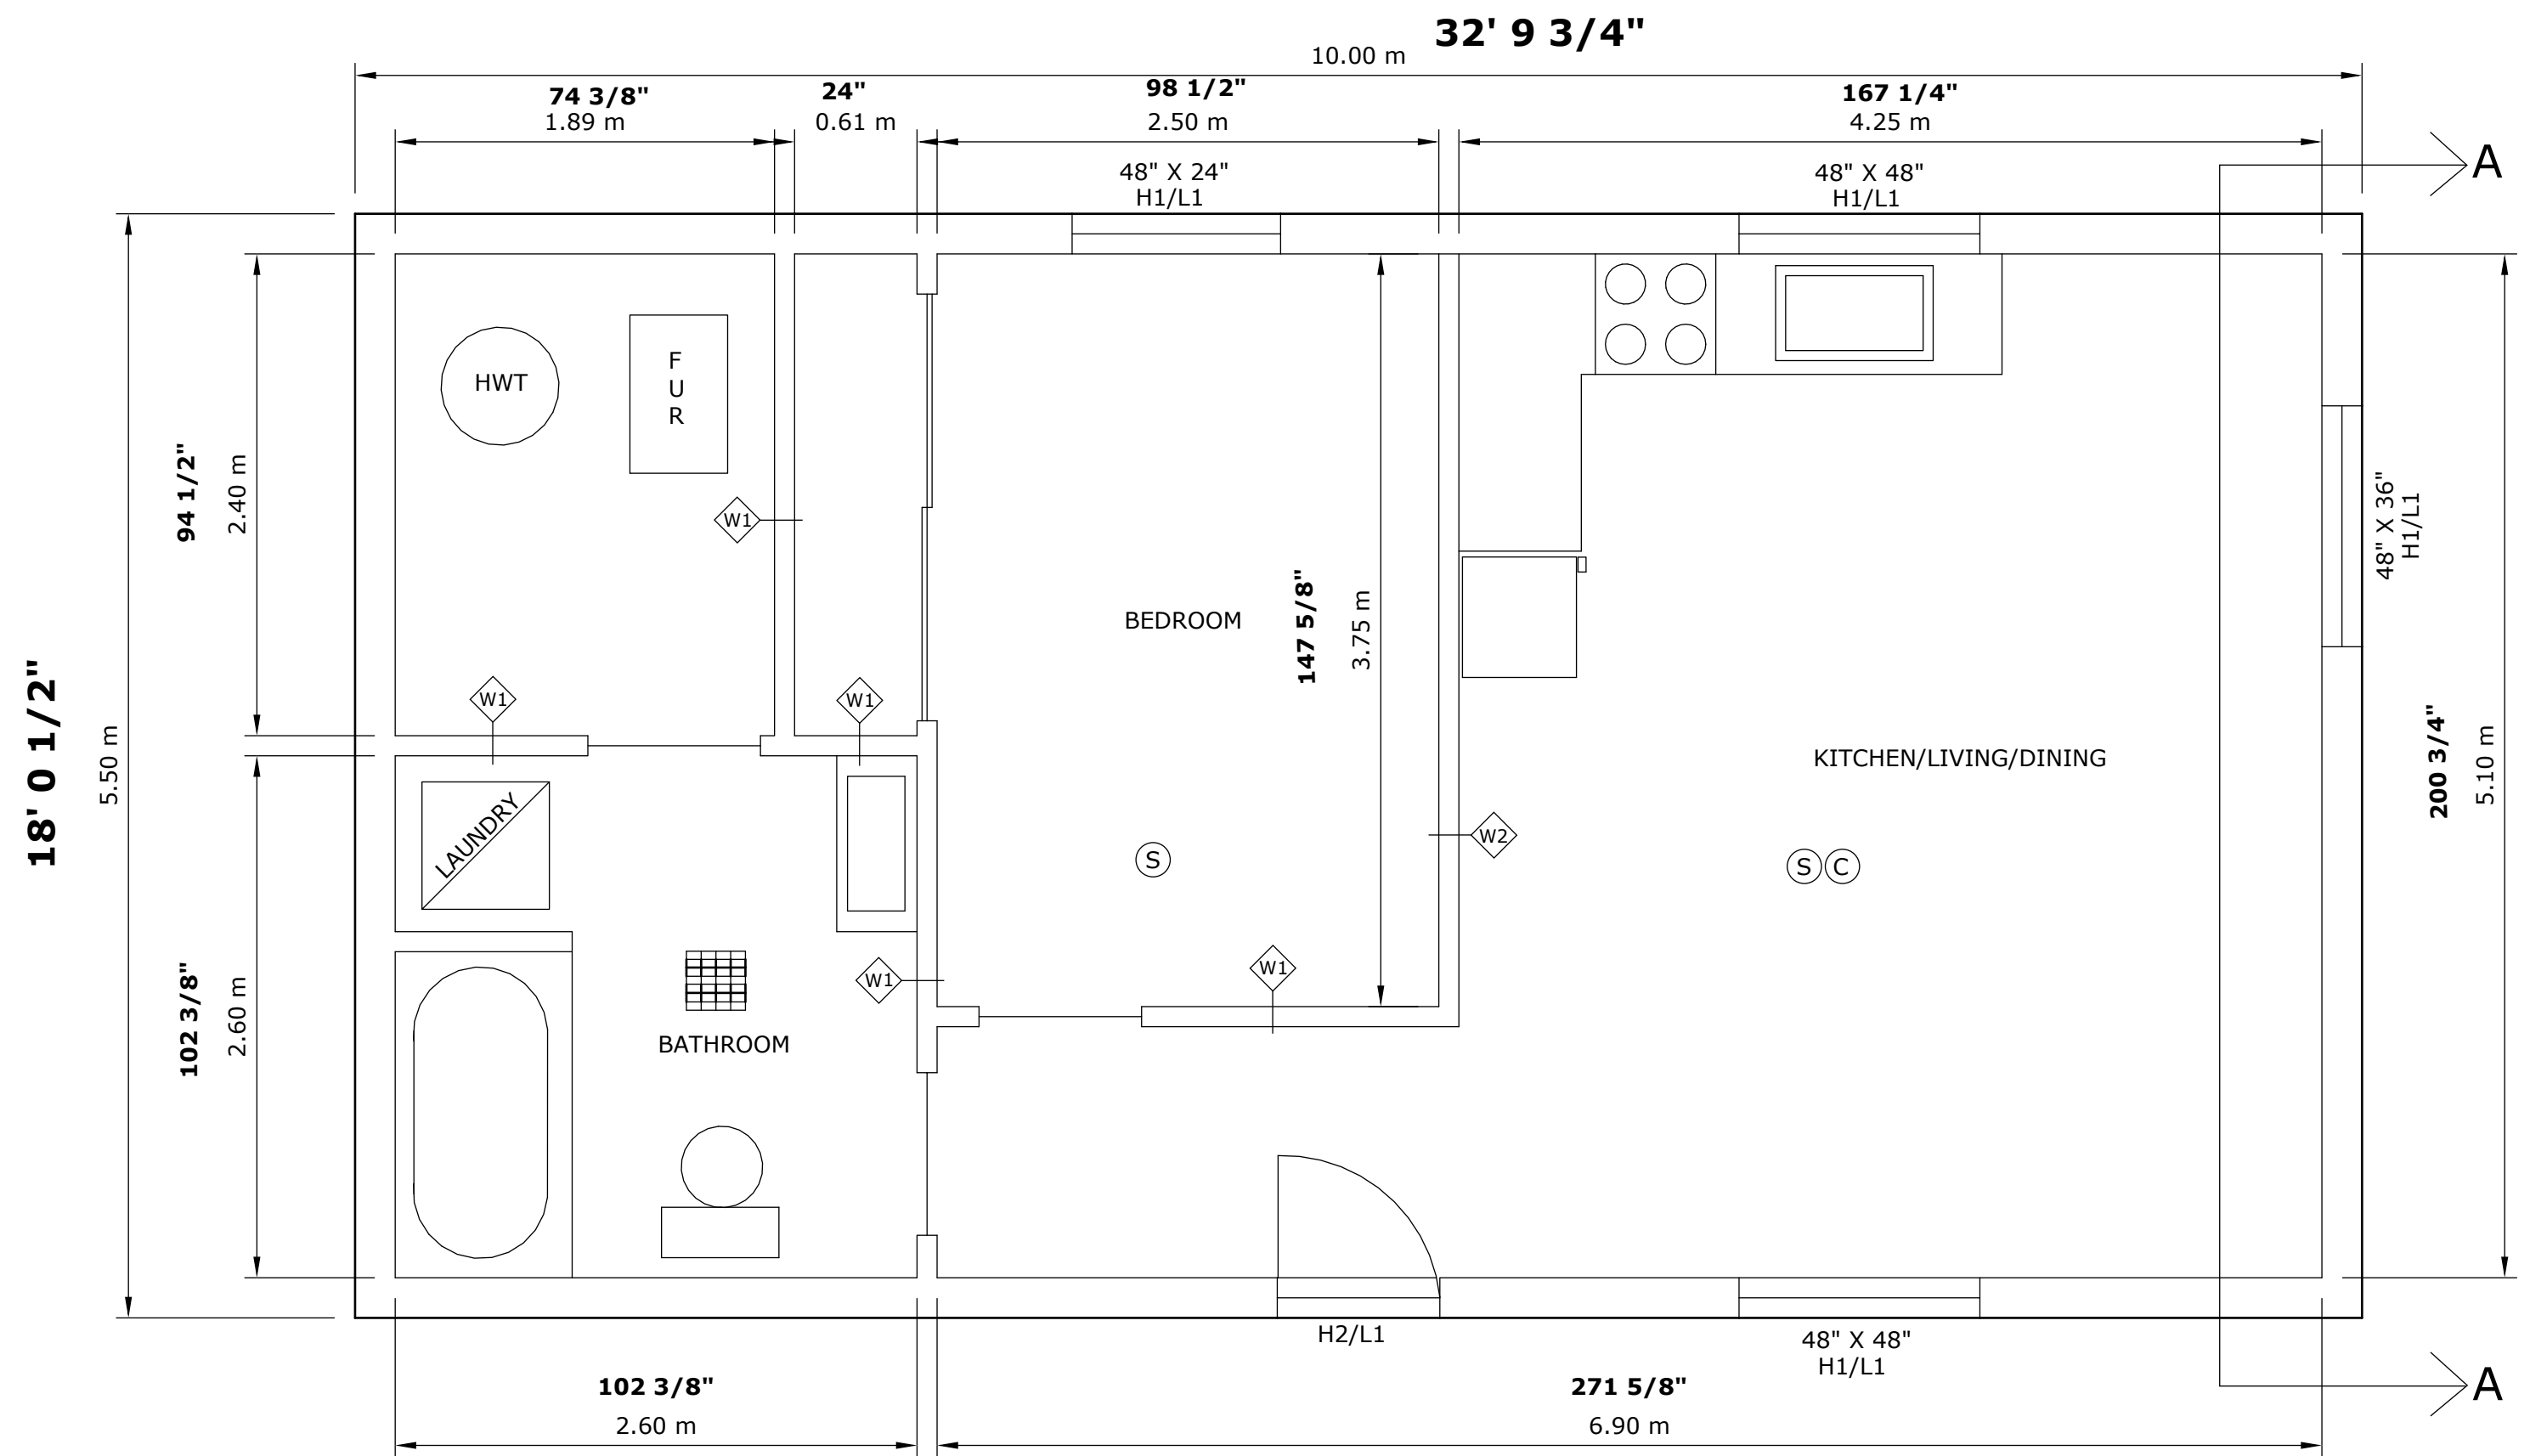 32' 9 3/4"
10.00 m
74 3/8"
1.89 m
24"
0.61 m
98 1/2"
2.50 m
167 1/4"
4.25 m
48" X 24"
H1/L1
48" X 48"
H1/L1
A
HWT
F
U
R
94 1/2"
2.40 m
W1
48" X 36"
H1/L1
BEDROOM
147 5/8"
3.75 m
W1
W1
18' 0 1/2"
5.50 m
KITCHEN/LIVING/DINING
200 3/4"
5.10 m
LAUNDRY
W2
S
S
C
102 3/8"
2.60 m
W1
W1
BATHROOM
H2/L1
48" X 48"
H1/L1
A
102 3/8"
2.60 m
271 5/8"
6.90 m